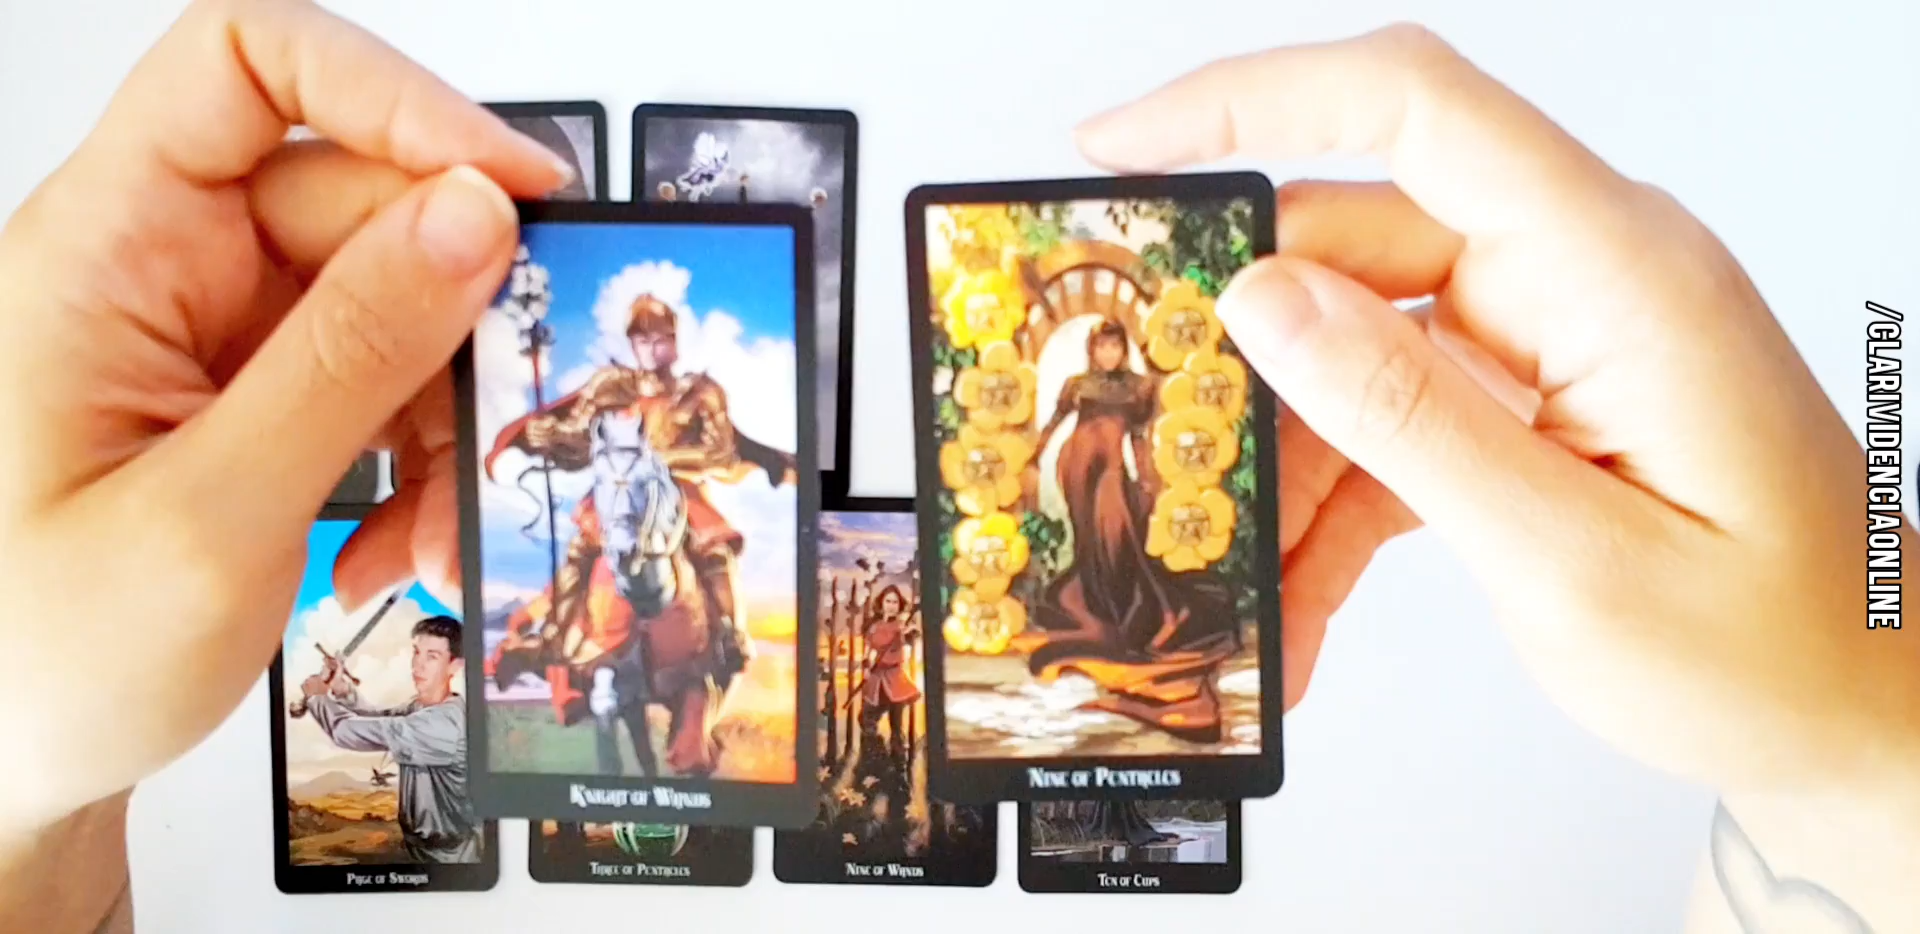 KNIGHT OF WANDS
NINE OF PENTACLES
PAGE OF SWORDS
THREE OF PENTACLES
NINE OF WANDS
TEN OF CUPS
/CLARIVIDENCIAONLINE